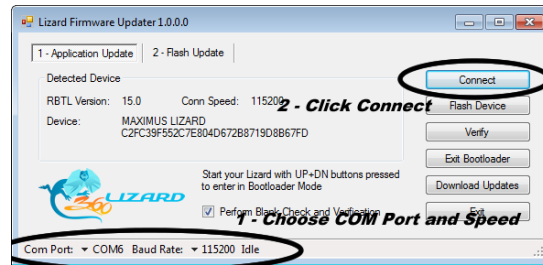 Lizard Firmware Updater 1.0.0.0
1 - Application Update
2 - Flash Update
Detected Device
Connect
RBTL Version: 15.0 Conn Speed: 115200
2 - Click Connect
Flash Device
Device: MAXIMUS LIZARD
C2FC39F552C7E804D672B8719D8B67FD
Verify
Exit Bootloader
Start your Lizard with UP+DN buttons pressed
to enter in Bootloader Mode
Download Updates
360 LIZARD
Perform Blank Check and Verification
1 - Choose COM Port and Speed
Exit
Com Port: COM6 Baud Rate: 115200 Idle